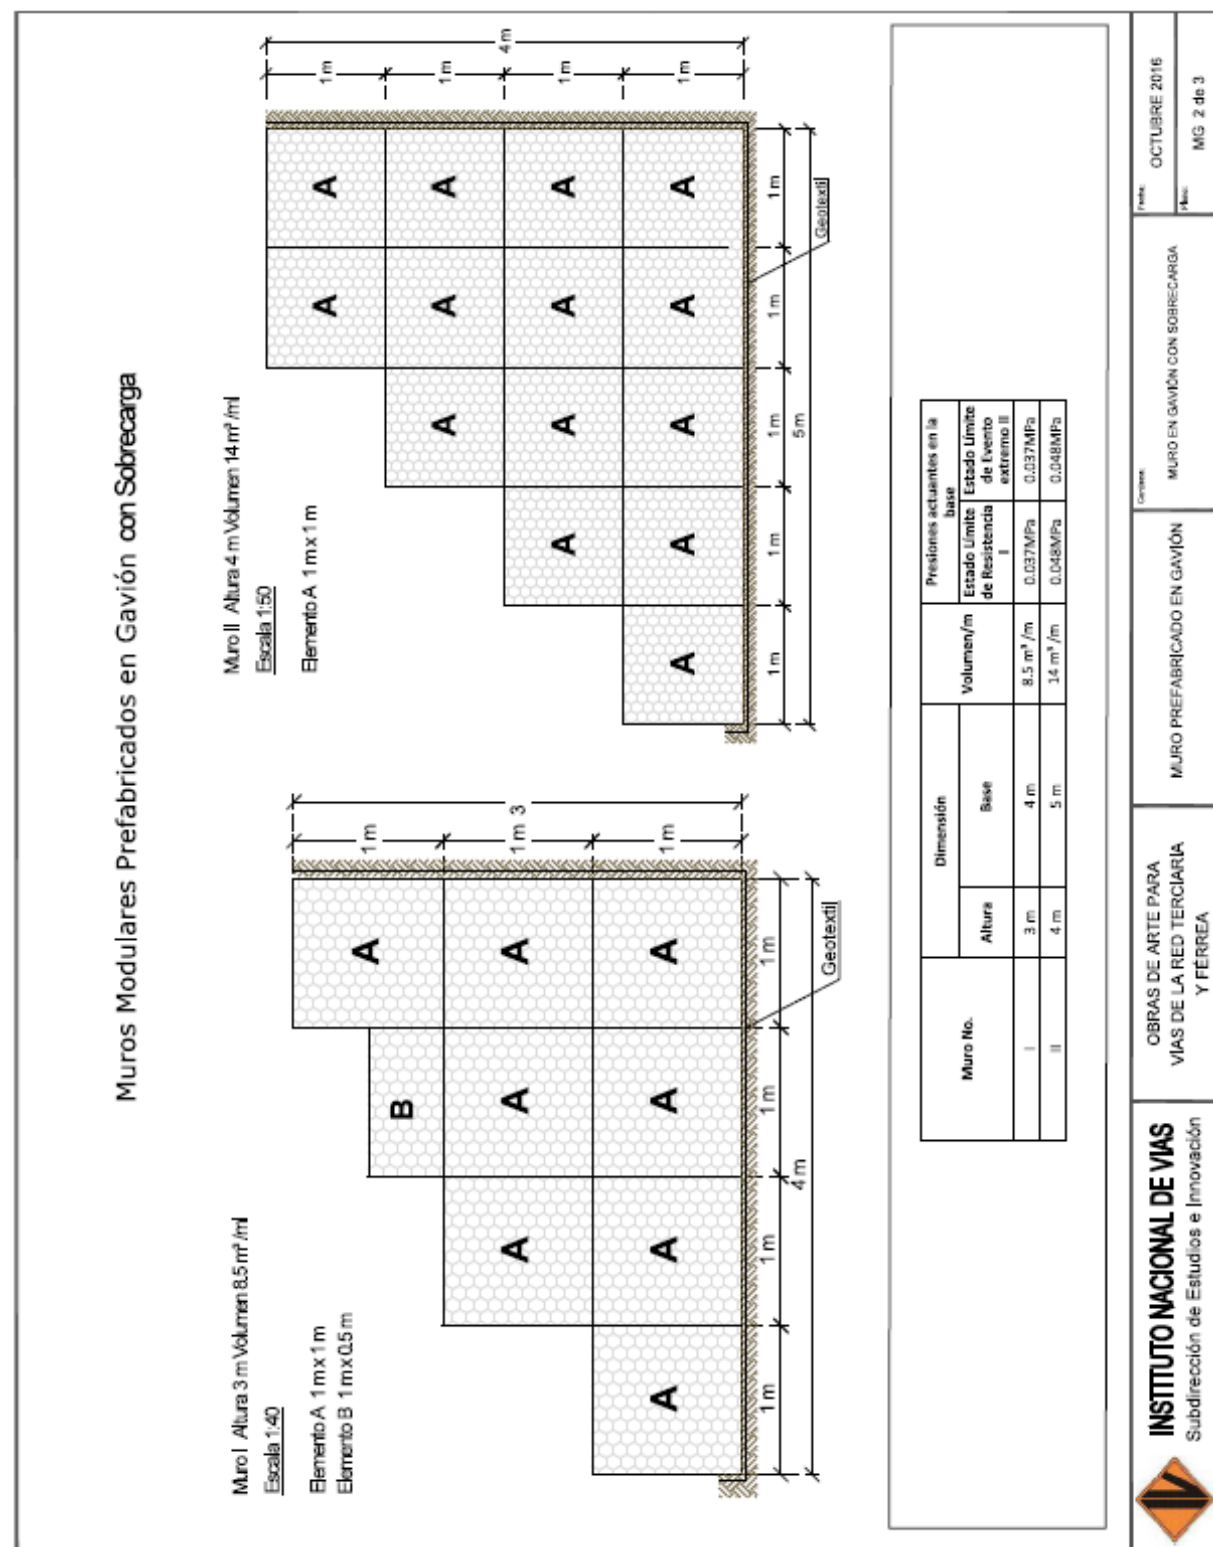 Muros Modulares Prefabricados en Gavión con Sobrecarga
Muro I Altura 3 m Volumen 8.5 m³/ml
Escala 1:40
Elemento A 1 m x 1 m
Elemento B 1 m x 0.5 m
A
B
A
A
A
A
A
A
A
A
1 m
1 m
1 m
3
1 m
1 m
1 m
1 m
4 m
Geotextil
Muro II Altura 4 m Volumen 14 m³/ml
Escala 1:50
Elemento A 1 m x 1 m
A
A
A
A
A
A
A
A
A
A
A
A
A
A
1 m
1 m
1 m
1 m
4 m
1 m
1 m
1 m
1 m
1 m
5 m
Geotextil
Muro No. Dimensión Volumen/m Presiones actuantes en la base
Altura Base Estado Límite de Resistencia I Estado Límite de Evento extremo II
I 3 m 4 m 8.5 m³/m 0.037MPa 0.037MPa
II 4 m 5 m 14 m³/m 0.048MPa 0.048MPa
INSTITUTO NACIONAL DE VIAS
Subdirección de Estudios e Innovación
OBRAS DE ARTE PARA
VIAS DE LA RED TERCIARIA
Y FÉRREA
MURO PREFABRICADO EN GAVIÓN
Contiene:
MURO EN GAVIÓN CON SOBRECARGA
Fecha:
OCTUBRE 2016
Plano:
MG 2 de 3